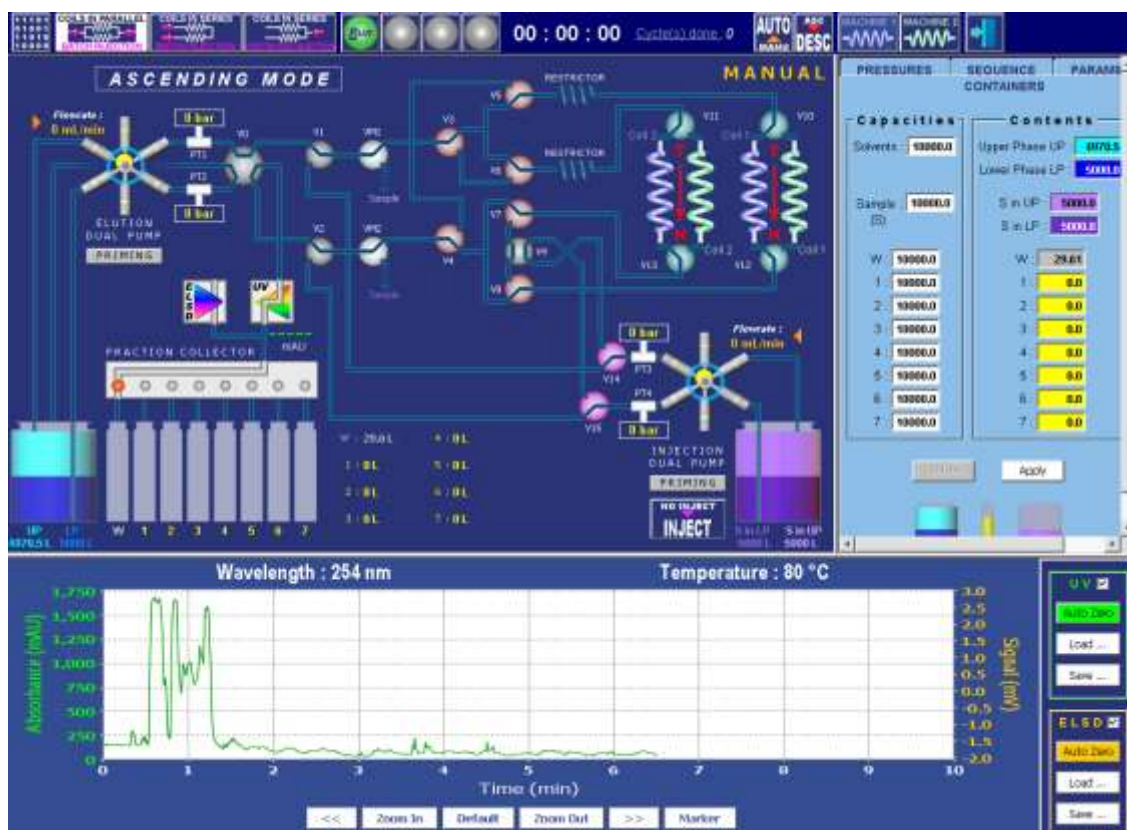 COILS IN PARALLEL
COILS IN SERIES
COILS IN SERIES
00 : 00 : 00
Cycle(s) done 0
AUTO
ASC
DESC
MACHINE
MACHINE 2
ASCENDING MODE
MANUAL
Flowrate :
0 mL/min
0 bar
PT1
PT2
0 bar
V0
V1
VM1
V3
V5
RESTRICTOR
V11
V10
Sample
RESTRICTOR
Coil 2
Coil 1
ELUTION
DUAL PUMP
PRIMING
V2
VM2
V4
V7
V9
Coil 2
Coil 1
VL3
VL2
V8
Sample
ELSD
UV
mAU
FRACTION COLLECTOR
0 bar
PT3
V14
Flowrate :
0 mL/min
PT4
V15
0 bar
INJECTION
DUAL PUMP
PRIMING
NO INJECT
INJECT
W : 29.0 L
4 : 0 L
1 : 0 L
5 : 0 L
2 : 0 L
6 : 0 L
3 : 0 L
7 : 0 L
UP
LP
W 1 2 3 4 5 6 7
S in LP
S in UP
5000 L
PRESSURES
SEQUENCE
PARAMS
CONTAINERS
Capacities
Contents
Solvents : 10000.0
Upper Phase UP
Lower Phase LP : 5000.0
Sample (S) : 10000.0
S in UP : 5000.0
S in LP : 5000.0
W : 10000.0
W : 29.01
1 : 10000.0
1 : 0.0
2 : 10000.0
2 : 0.0
3 : 10000.0
3 : 0.0
4 : 10000.0
4 : 0.0
5 : 10000.0
5 : 0.0
6 : 10000.0
6 : 0.0
7 : 10000.0
7 : 0.0
Apply
Wavelength : 254 nm
Temperature : 80 °C
Absorbance (mAU)
1,750
1,500
1,250
1,000
750
500
250
0
3.0
2.5
2.0
1.5
1.0
0.5
0.0
-0.5
-1.0
-1.5
-2.0
Signal (mV)
0 1 2 3 4 5 6 7 8 9 10
Time (min)
<< Zoom In Default Zoom Out >> Marker
UV
Auto Zero
Load ...
Save ...
ELSD
Auto Zero
Load ...
Save ...